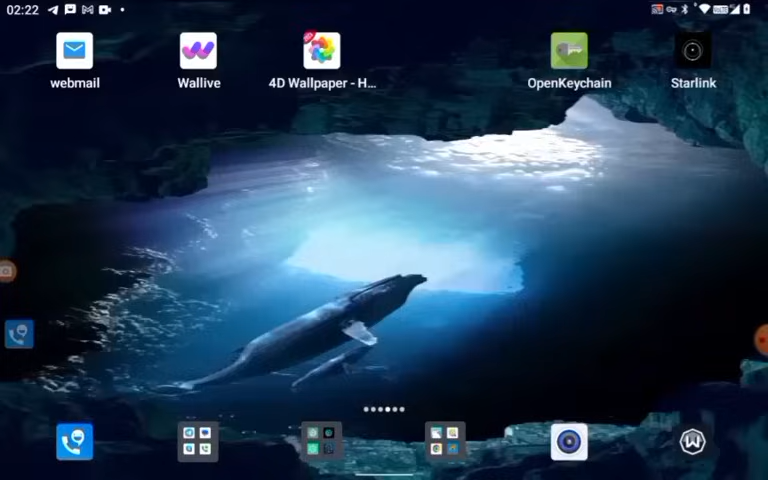 02:22
webmail
Wallive
4D Wallpaper - H...
OpenKeychain
Starlink